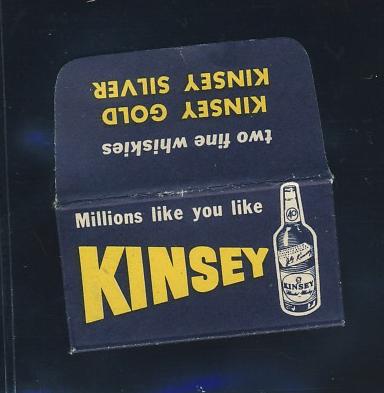 two fine whiskies
KINSEY GOLD
KINSEY SILVER
Millions like you like
KINSEY
KINSEY